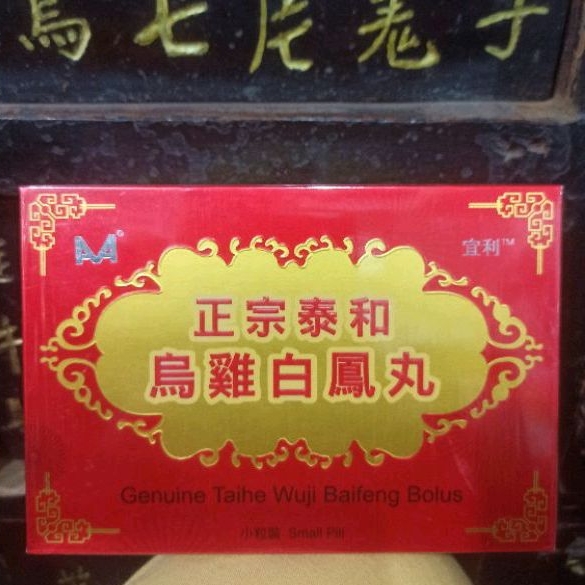 宜利™
正宗泰和
烏雞白鳳丸
Genuine Taihe Wuji Baifeng Bolus
小粒裝 Small Pill